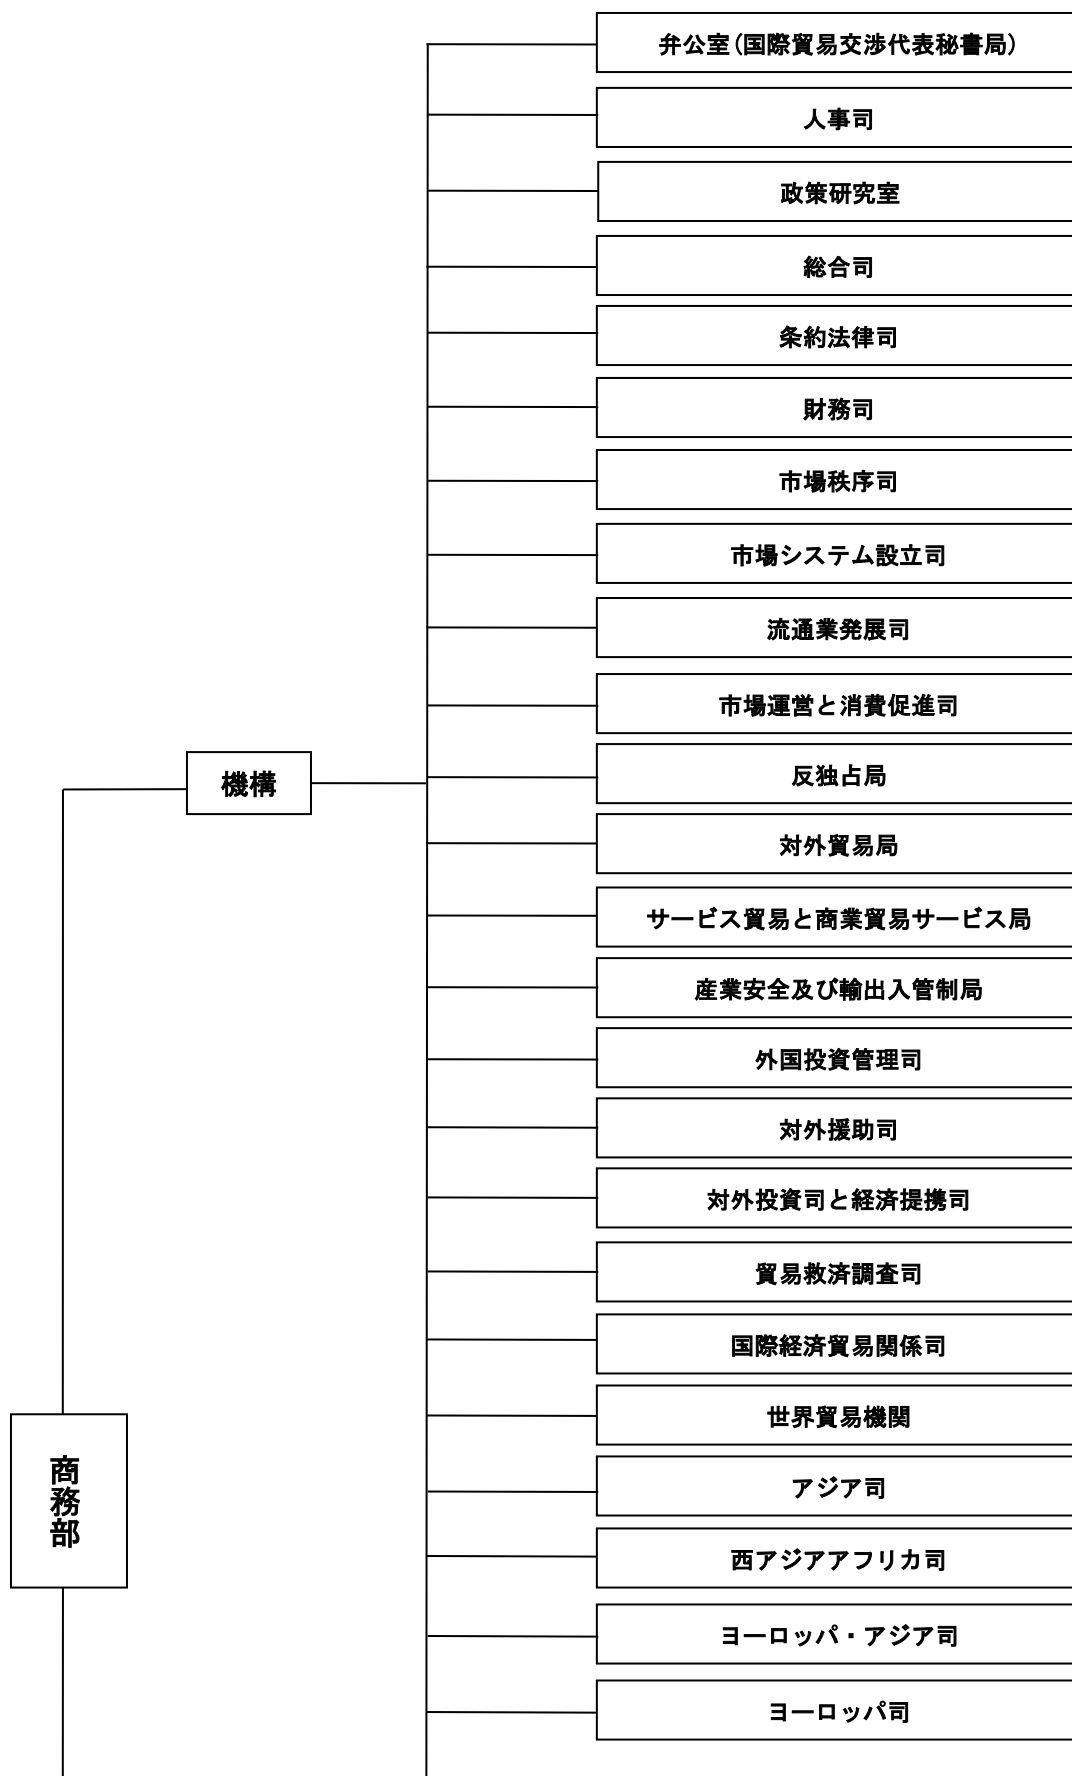 弁公室(国際貿易交渉代表秘書局)
人事司
政策研究室
総合司
条約法律司
財務司
市場秩序司
市場システム設立司
流通業発展司
市場運営と消費促進司
機構
反独占局
対外貿易局
サービス貿易と商業貿易サービス局
産業安全及び輸出入管制局
外国投資管理司
対外援助司
対外投資司と経済提携司
貿易救済調査司
国際経済貿易関係司
世界貿易機関
商務部
アジア司
西アジアアフリカ司
ヨーロッパ・アジア司
ヨーロッパ司